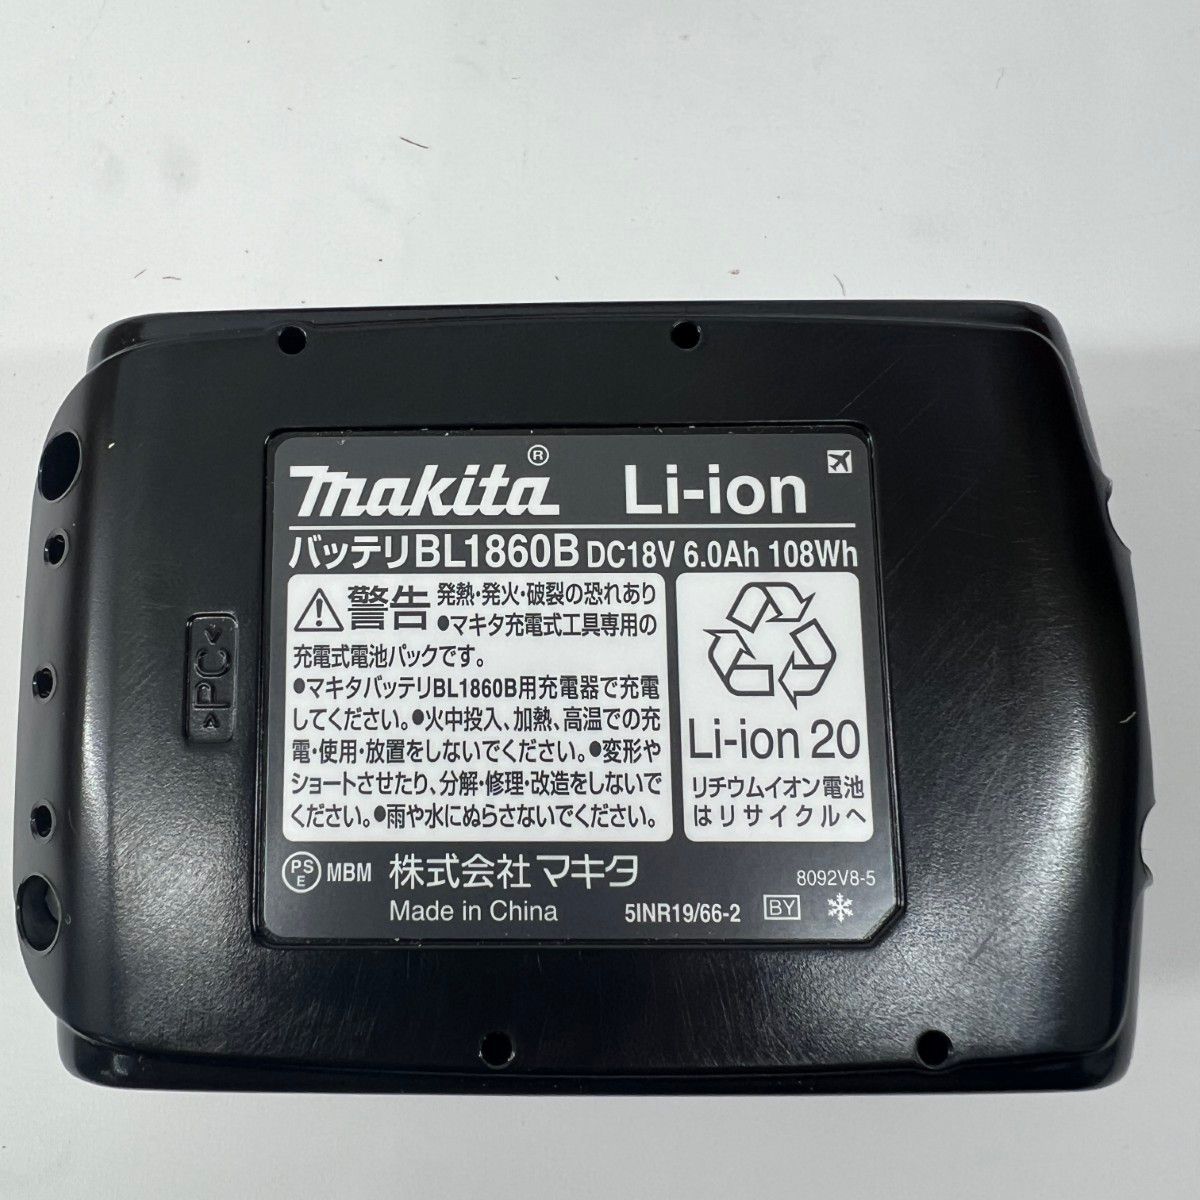 makita® Li-ion
バッテリBL1860B DC18V 6.0Ah 108Wh
警告 発熱・発火・破裂の恐れあり
●マキタ充電式工具専用の
充電式電池パックです。
●マキタバッテリBL1860B用充電器で充電
してください。●火中投入、加熱、高温での充
電・使用・放置をしないでください。●変形や
ショートさせたり、分解・修理・改造をしないで
ください。●雨や水にぬらさないでください。
Li-ion 20
リチウムイオン電池
はリサイクルへ
PSE MBM 株式会社マキタ 8092V8-5
Made in China 5INR19/66-2 BY
>PC<